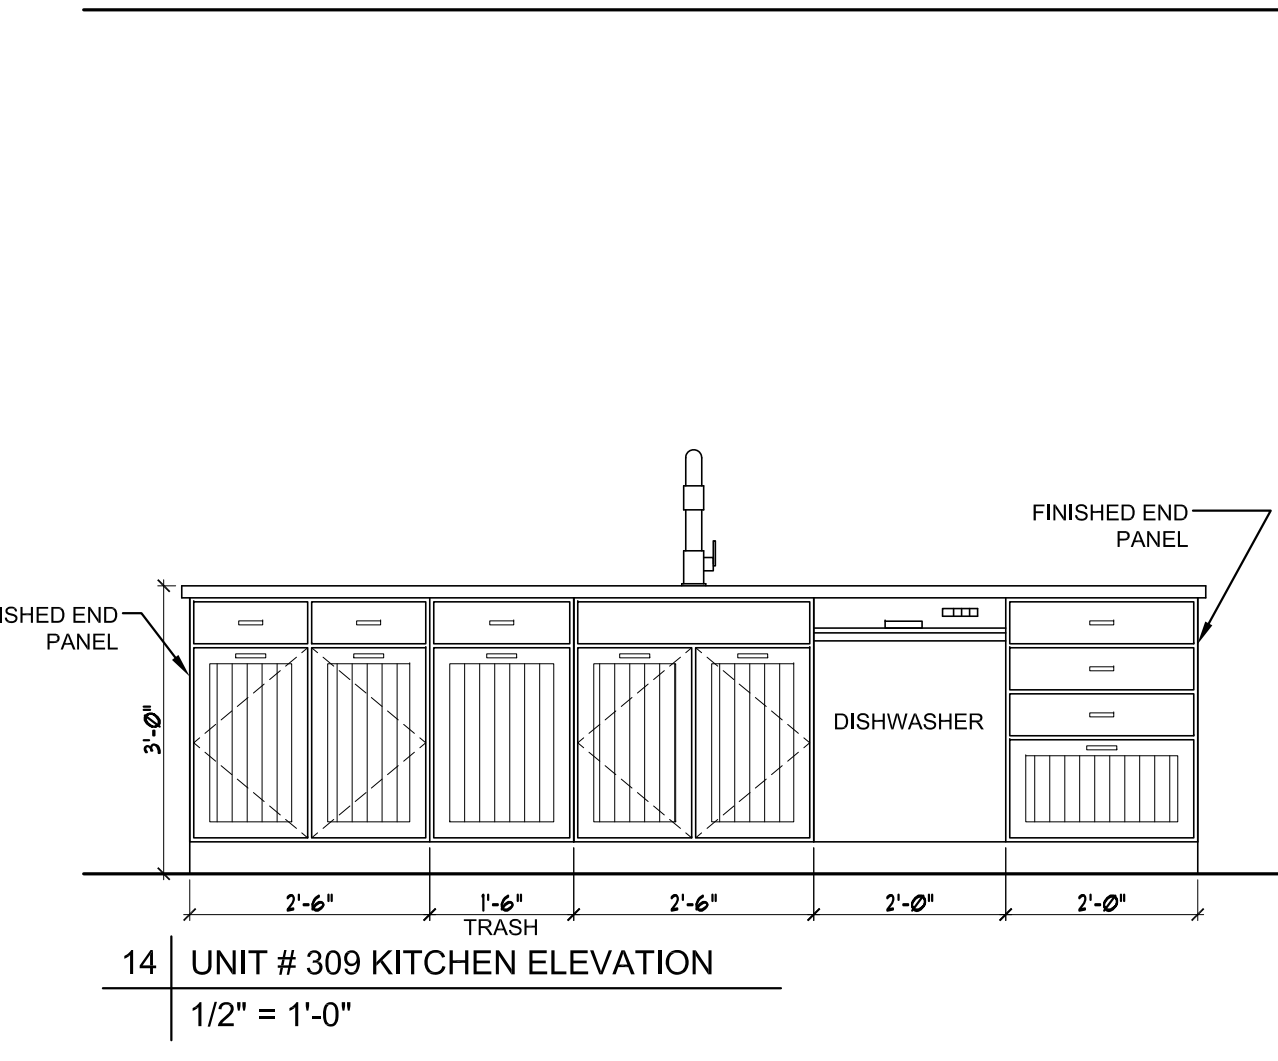 FINISHED END
PANEL
ISHED END
PANEL
3'-0"
DISHWASHER
2'-6"
1'-6"
2'-6"
2'-0"
2'-0"
TRASH
14
UNIT # 309 KITCHEN ELEVATION
1/2" = 1'-0"